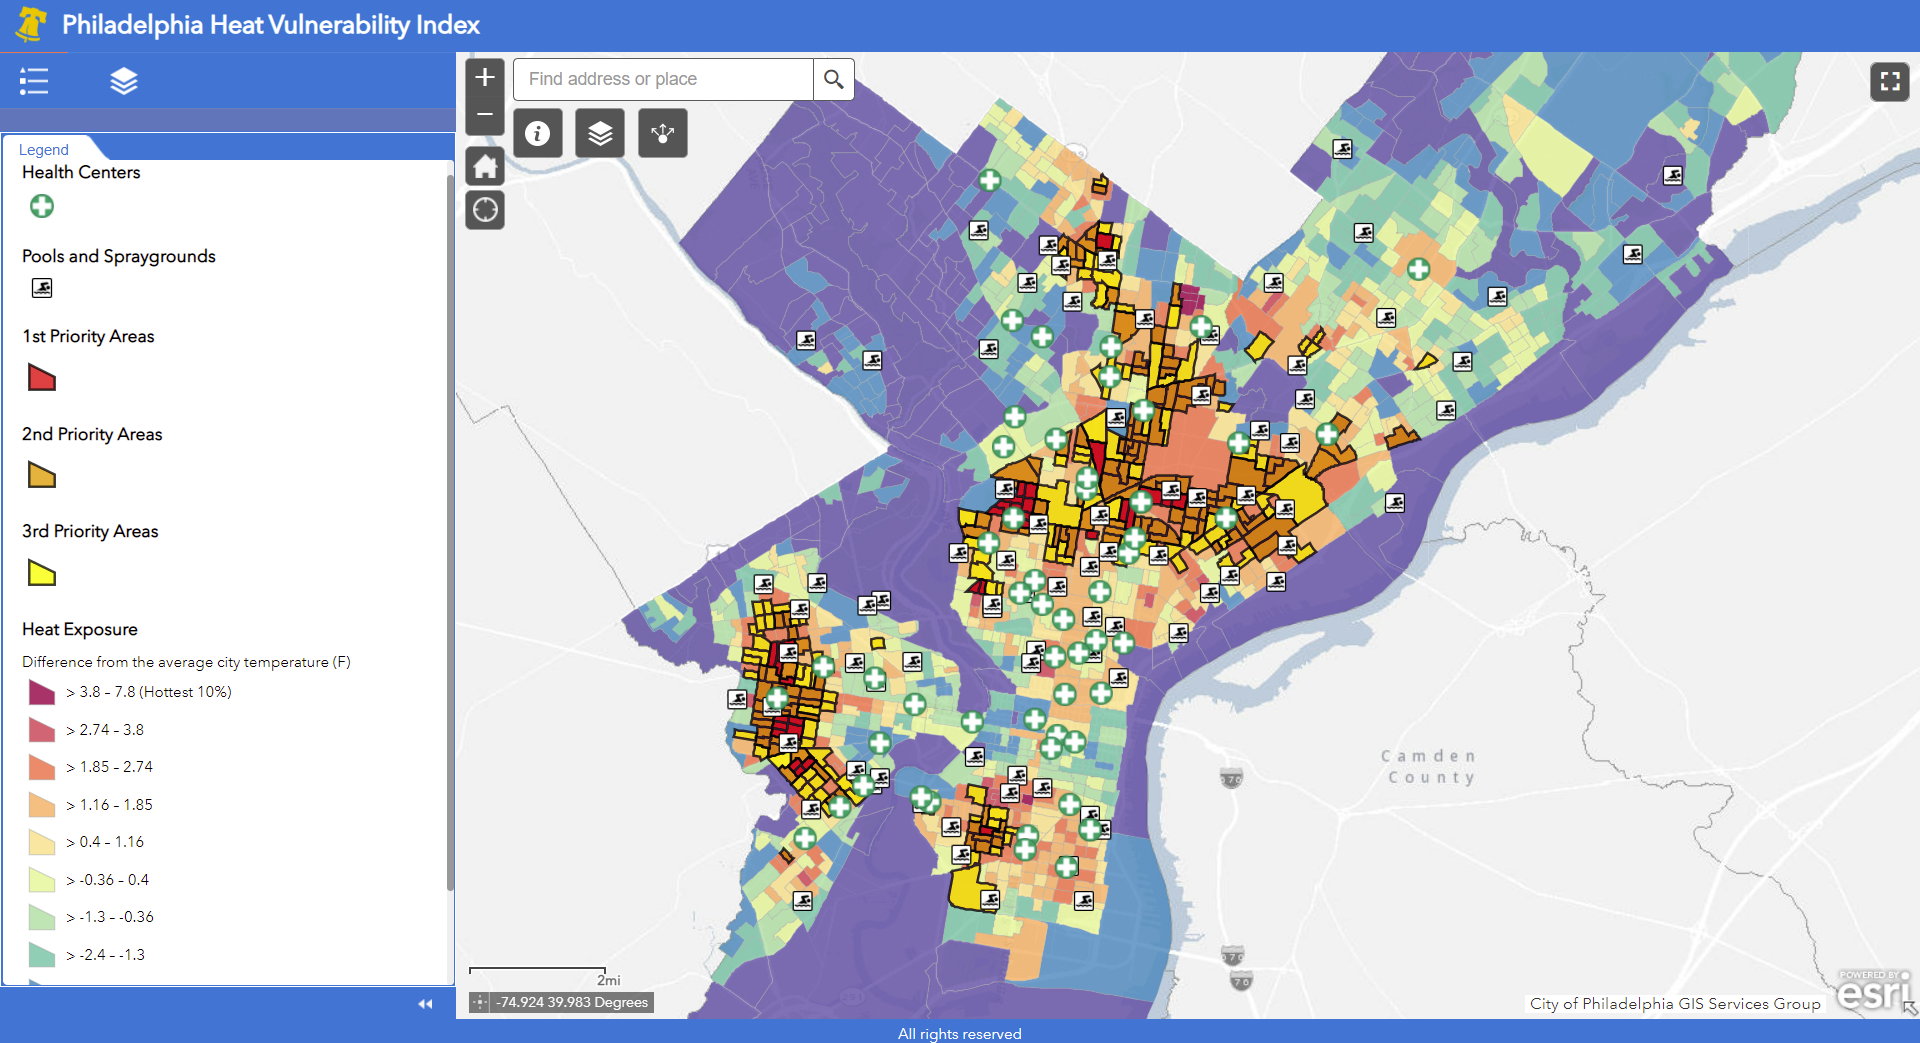 Philadelphia Heat Vulnerability Index
Find address or place
Legend
Health Centers
Pools and Spraygrounds
1st Priority Areas
2nd Priority Areas
3rd Priority Areas
Heat Exposure
Difference from the average city temperature (F)
> 3.8 - 7.8 (Hottest 10%)
> 2.74 - 3.8
> 1.85 - 2.74
> 1.16 - 1.85
> 0.4 - 1.16
> -0.36 - 0.4
> -1.3 - -0.36
> -2.4 - -1.3
Camden
County
2mi
-74.924 39.983 Degrees
City of Philadelphia GIS Services Group
POWERED BY
esri
All rights reserved